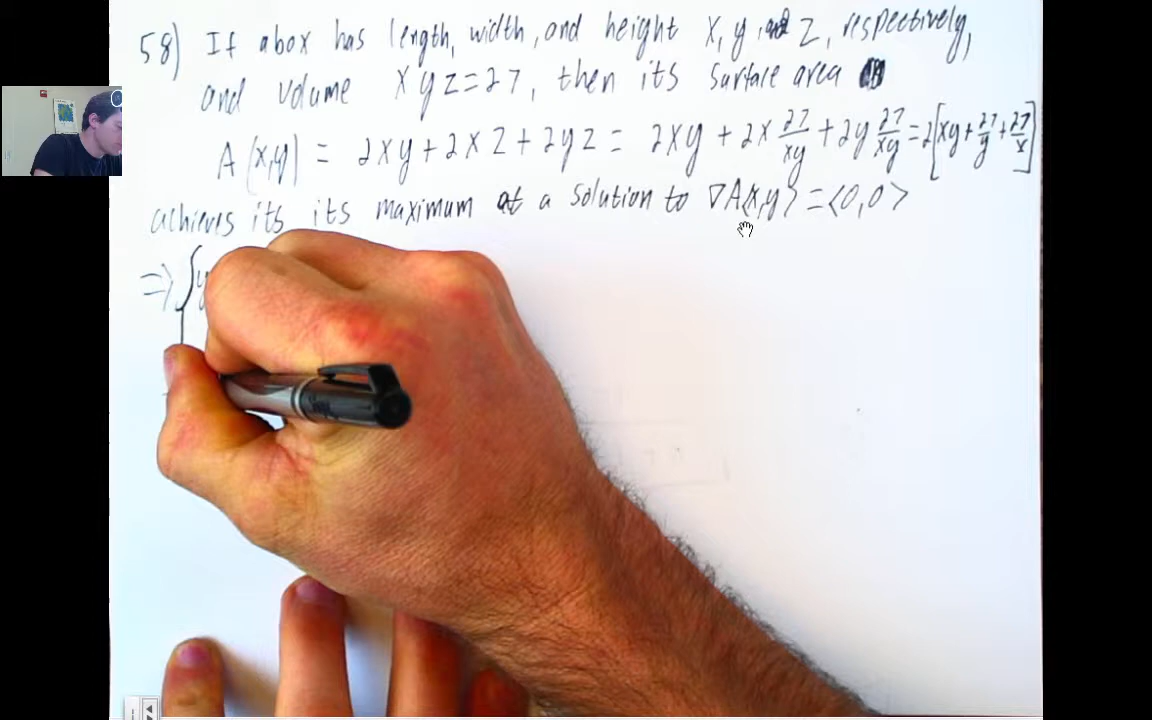 58) If a box has length, width, and height x, y, and z, respectively,
and volume xyz=27, then its surface area
A(x,y) = 2xy+2xz+2yz = 2xy + 2x 27/xy + 2y 27/xy = 2[xy + 27/y + 27/x]
achieves its its maximum at a solution to ∇A(x,y) = <0,0>
=> { y